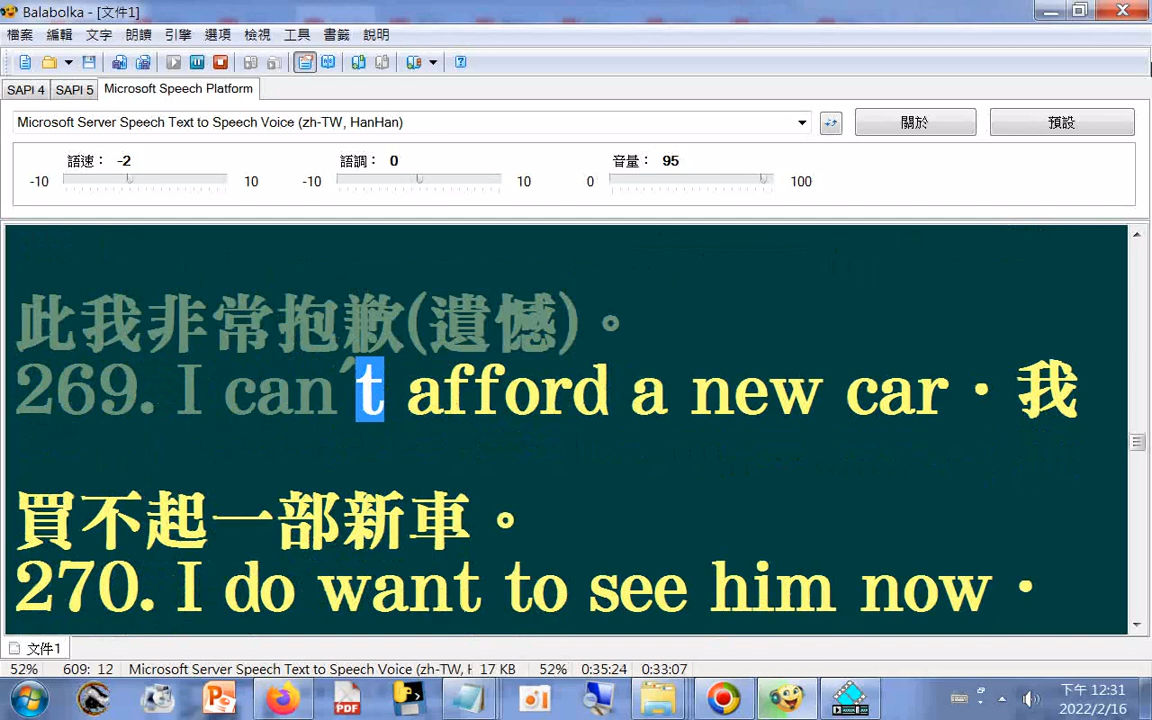 Balabolka - [文件1]
檔案 編輯 文字 朗讀 引擎 選項 檢視 工具 書籤 說明
SAPI 4 SAPI 5 Microsoft Speech Platform
Microsoft Server Speech Text to Speech Voice (zh-TW, HanHan) 關於 預設
語速： -2 語調： 0 音量： 95
-10 10 -10 10 0 100
此我非常抱歉(遺憾)。
269. I can´t afford a new car．我
買不起一部新車。
270. I do want to see him now．
文件1
52% 609: 12 Microsoft Server Speech Text to Speech Voice (zh-TW, H 17 KB 52% 0:35:24 0:33:07
PDF
下午 12:31
2022/2/16